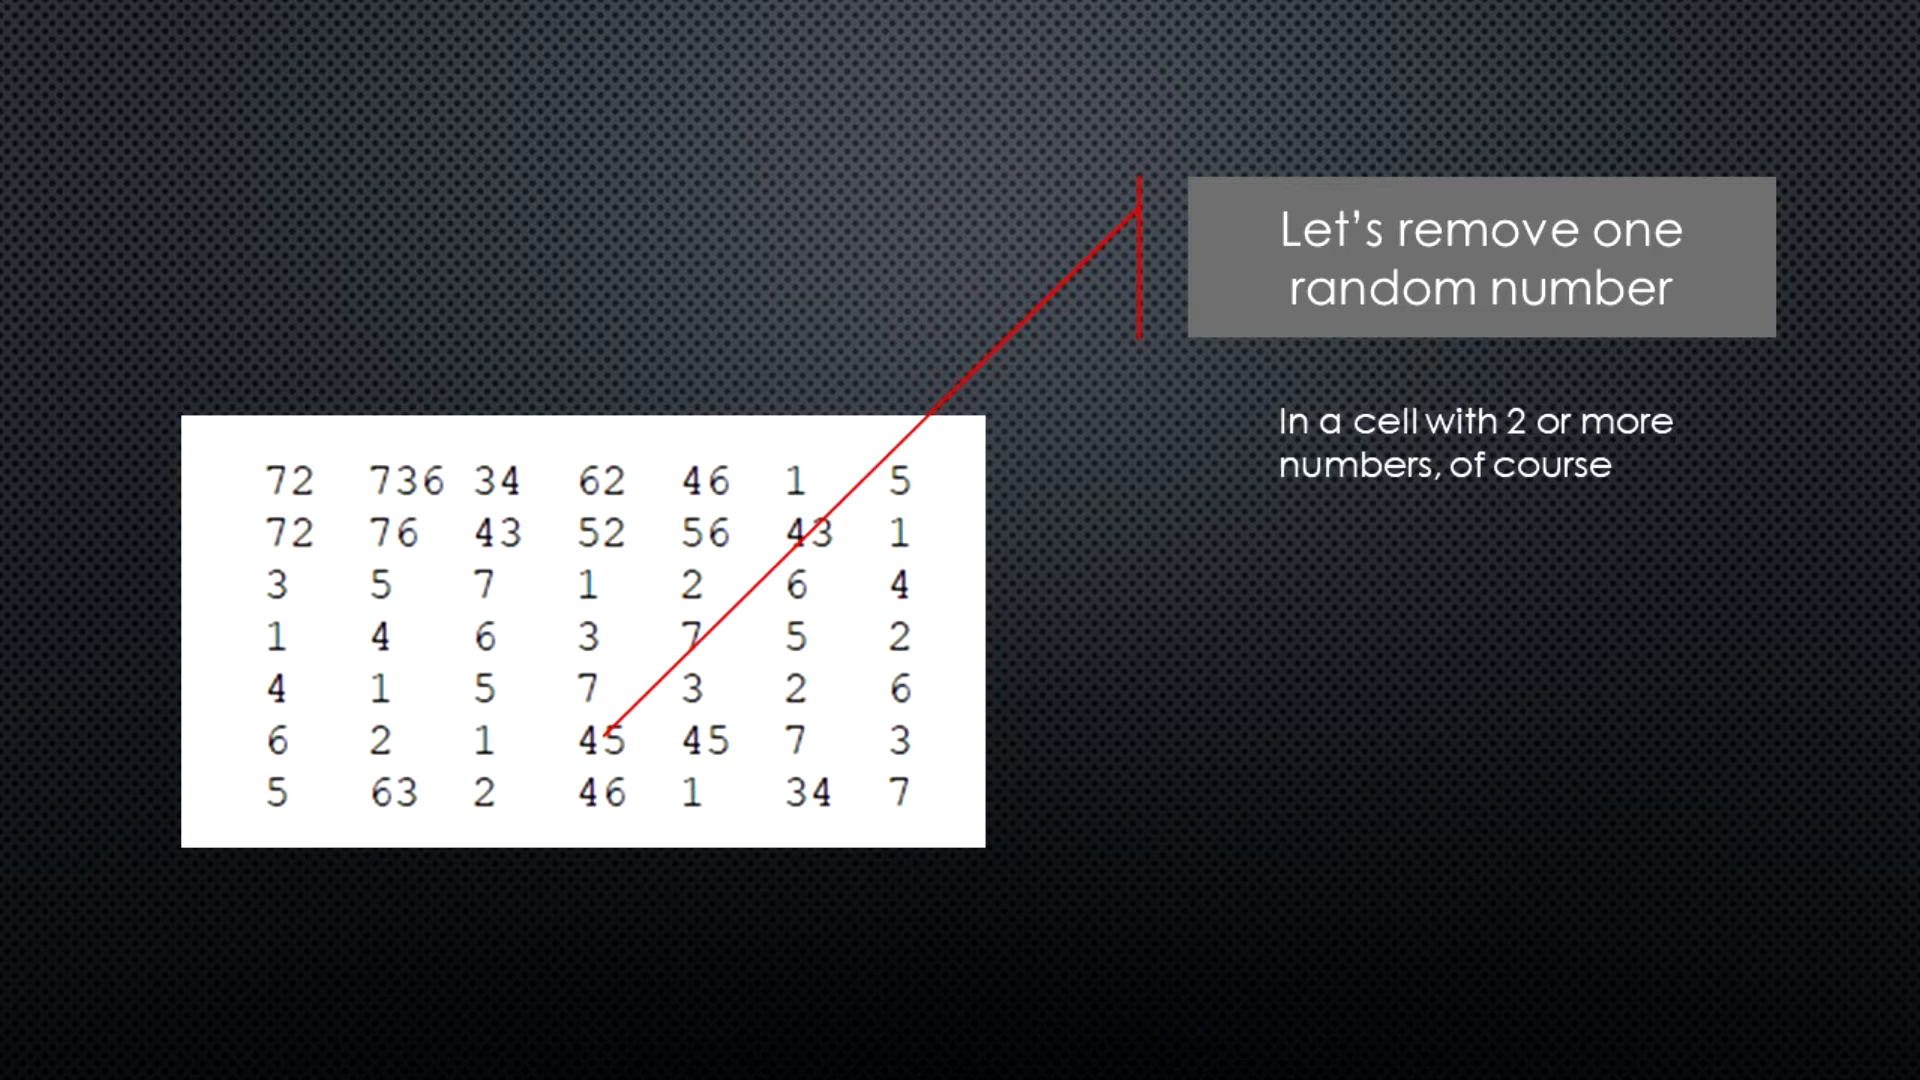 Let's remove one
random number
In a cell with 2 or more
numbers, of course
72 736 34 62 46 1 5
72 76 43 52 56 43 1
3 5 7 1 2 6 4
1 4 6 3 7 5 2
4 1 5 7 3 2 6
6 2 1 45 45 7 3
5 63 2 46 1 34 7